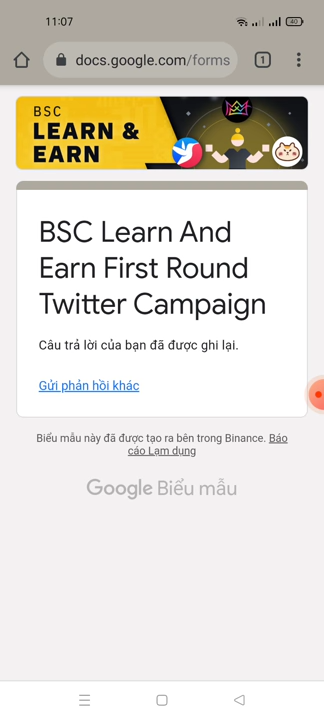 11:07
40
docs.google.com/forms
1
BSC
LEARN &
EARN
BSC Learn And
Earn First Round
Twitter Campaign
Câu trả lời của bạn đã được ghi lại.
Gửi phản hồi khác
Biểu mẫu này đã được tạo ra bên trong Binance. Báo
cáo Lạm dụng
Google Biểu mẫu